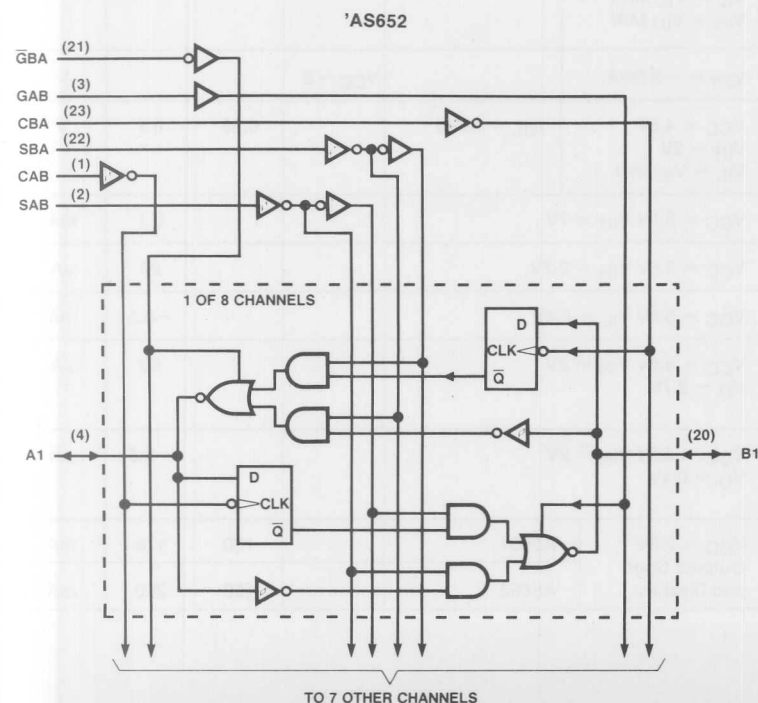 'AS652
G̅BA (21)
GAB (3)
CBA (23)
SBA (22)
CAB (1)
SAB (2)
1 OF 8 CHANNELS
D
CLK
Q̅
A1 (4)
(20) B1
D
CLK
Q̅
TO 7 OTHER CHANNELS